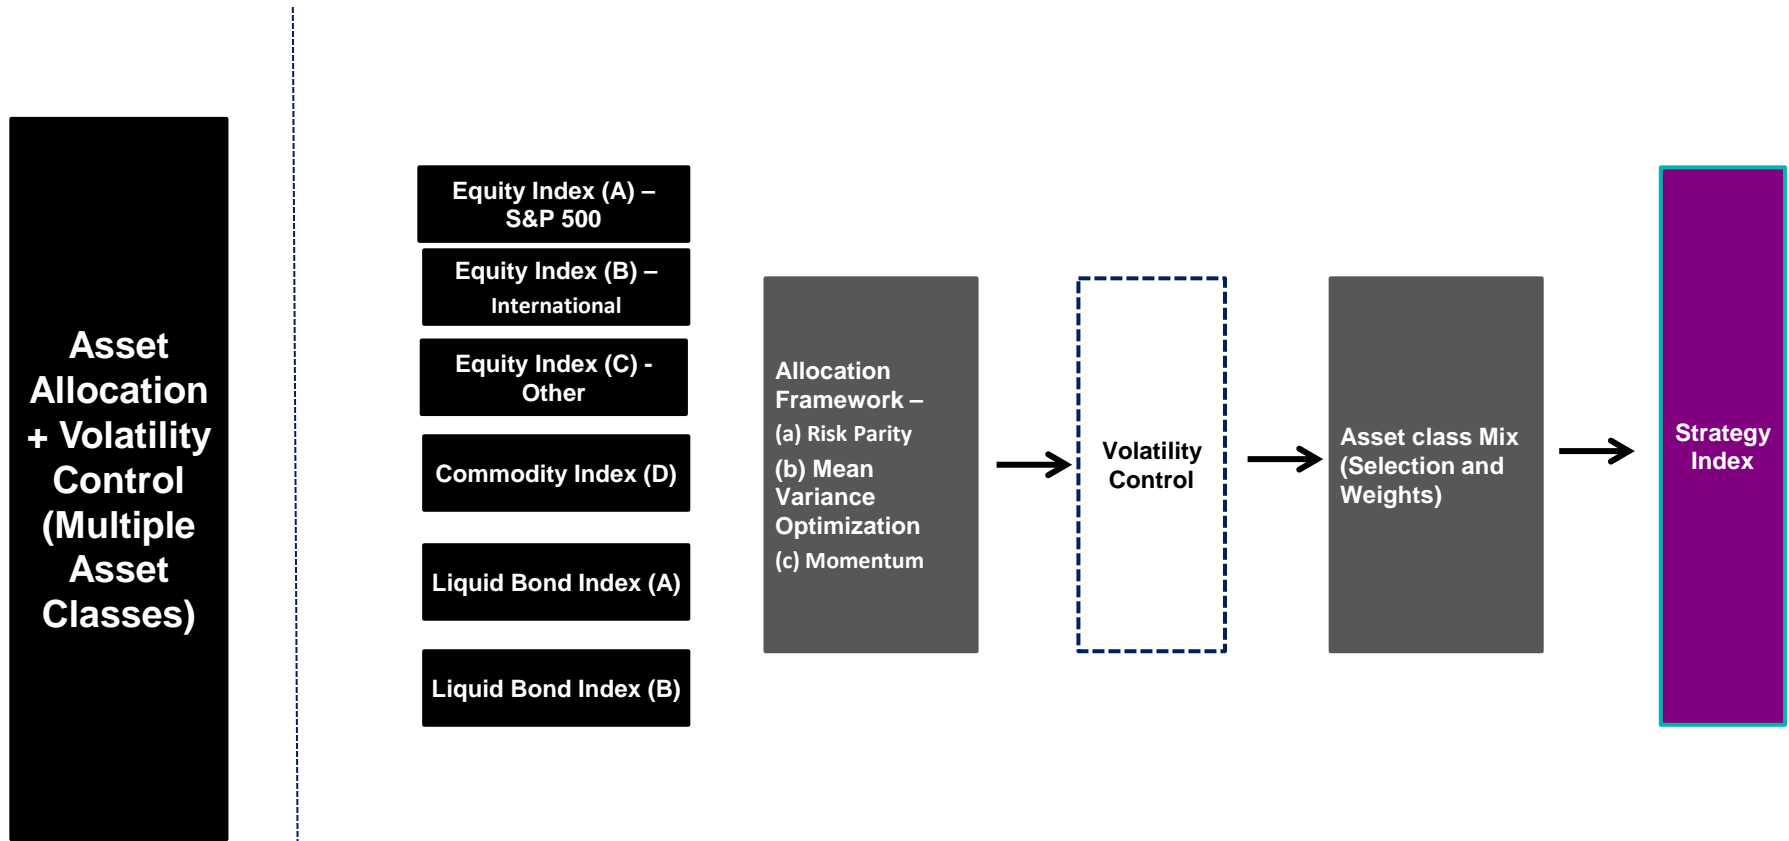 Asset
Allocation
+ Volatility
Control
(Multiple
Asset
Classes)
Equity Index (A) –
S&P 500
Equity Index (B) –
International
Equity Index (C) -
Other
Commodity Index (D)
Liquid Bond Index (A)
Liquid Bond Index (B)
Allocation
Framework –
(a) Risk Parity
(b) Mean
Variance
Optimization
(c) Momentum
Volatility
Control
Asset class Mix
(Selection and
Weights)
Strategy
Index